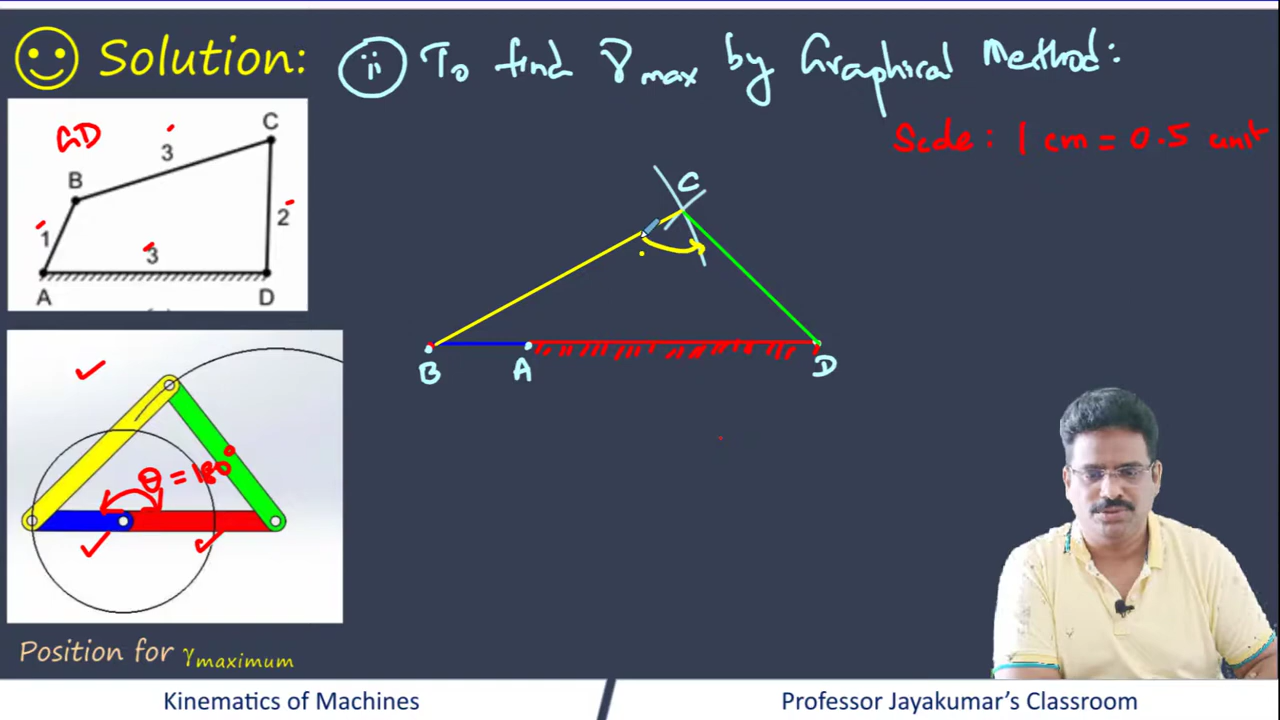 Solution:
ii To find γmax by Graphical Method:
Scale: 1 cm = 0.5 unit
GD
C
3
B
1
2
3
A
D
C
B
A
D
θ = 180°
Position for γmaximum
Kinematics of Machines
Professor Jayakumar's Classroom